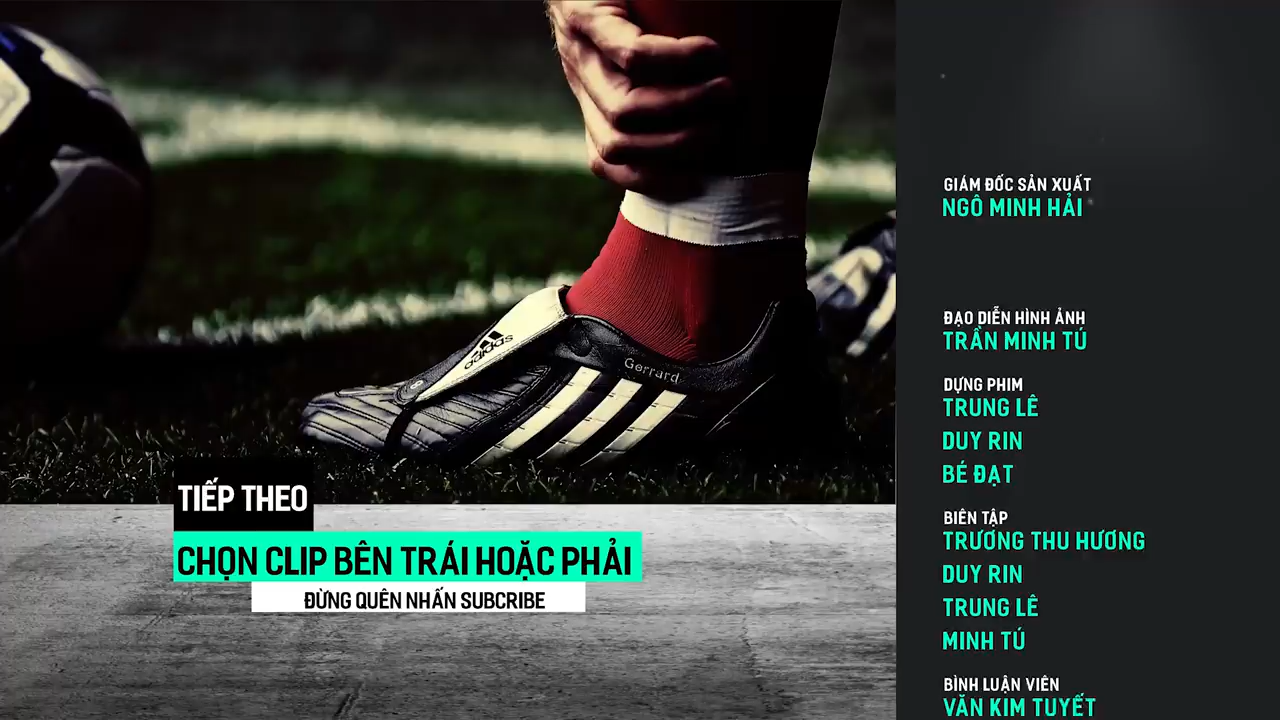 adidas
Gerrard
8
TIẾP THEO
CHỌN CLIP BÊN TRÁI HOẶC PHẢI
ĐỪNG QUÊN NHẤN SUBCRIBE
GIÁM ĐỐC SẢN XUẤT
NGÔ MINH HẢI
ĐẠO DIỄN HÌNH ẢNH
TRẦN MINH TÚ
DỰNG PHIM
TRUNG LÊ
DUY RIN
BÉ ĐẠT
BIÊN TẬP
TRƯƠNG THU HƯƠNG
DUY RIN
TRUNG LÊ
MINH TÚ
BÌNH LUẬN VIÊN
VĂN KIM TUYẾT